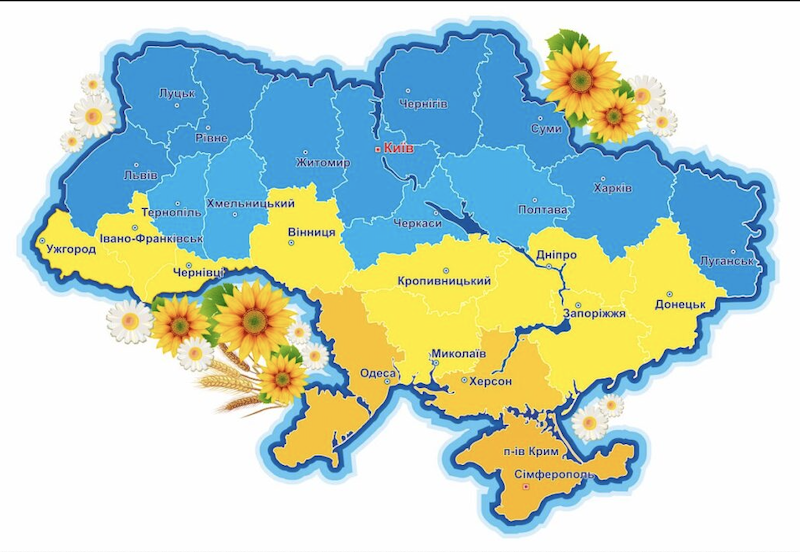 Луцьк
Рівне
Житомир
Київ
Чернігів
Суми
Львів
Тернопіль
Хмельницький
Черкаси
Полтава
Харків
Луганськ
Ужгород
Івано-Франківськ
Чернівці
Вінниця
Кропивницький
Дніпро
Запоріжжя
Донецьк
Миколаїв
Одеса
Херсон
п-ів Крим
Сімферополь